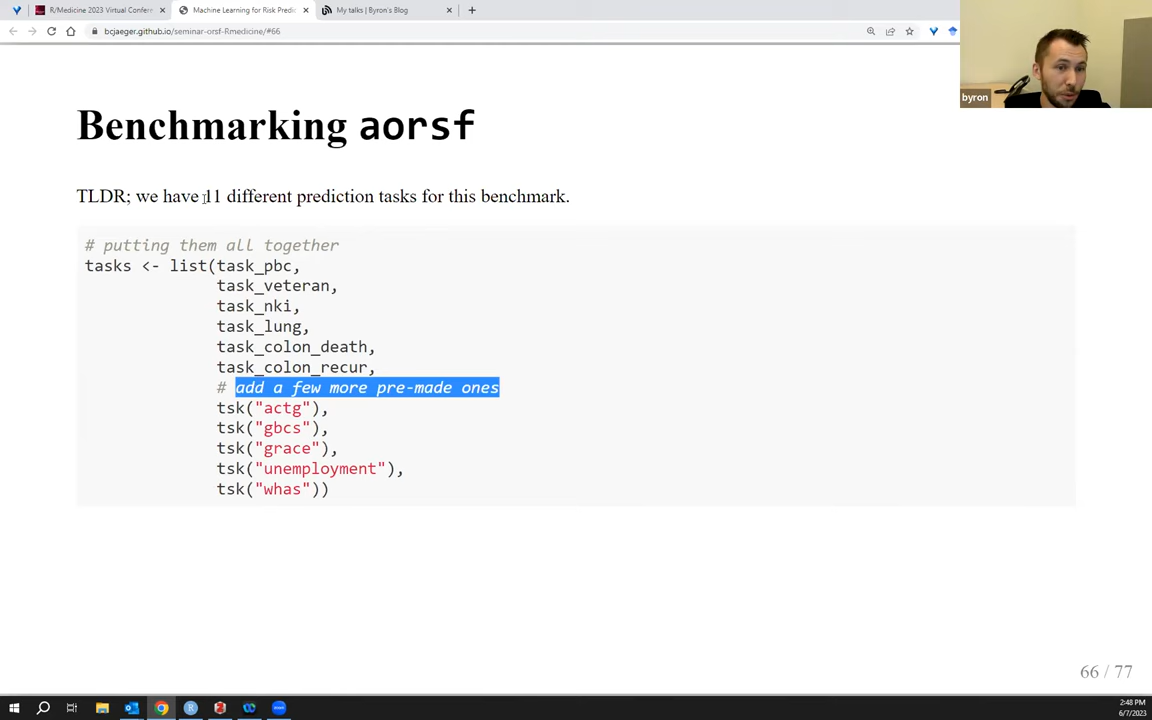 R/Medicine 2023 Virtual Confere
Machine Learning for Risk Predic
My talks | Byron's Blog
bcjaeger.github.io/seminar-orsf-Rmedicine/#66
byron
Benchmarking aorsf
TLDR; we have 11 different prediction tasks for this benchmark.
# putting them all together
tasks <- list(task_pbc,
task_veteran,
task_nki,
task_lung,
task_colon_death,
task_colon_recur,
# add a few more pre-made ones
tsk("actg"),
tsk("gbcs"),
tsk("grace"),
tsk("unemployment"),
tsk("whas"))
66 / 77
2:48 PM
6/7/2023